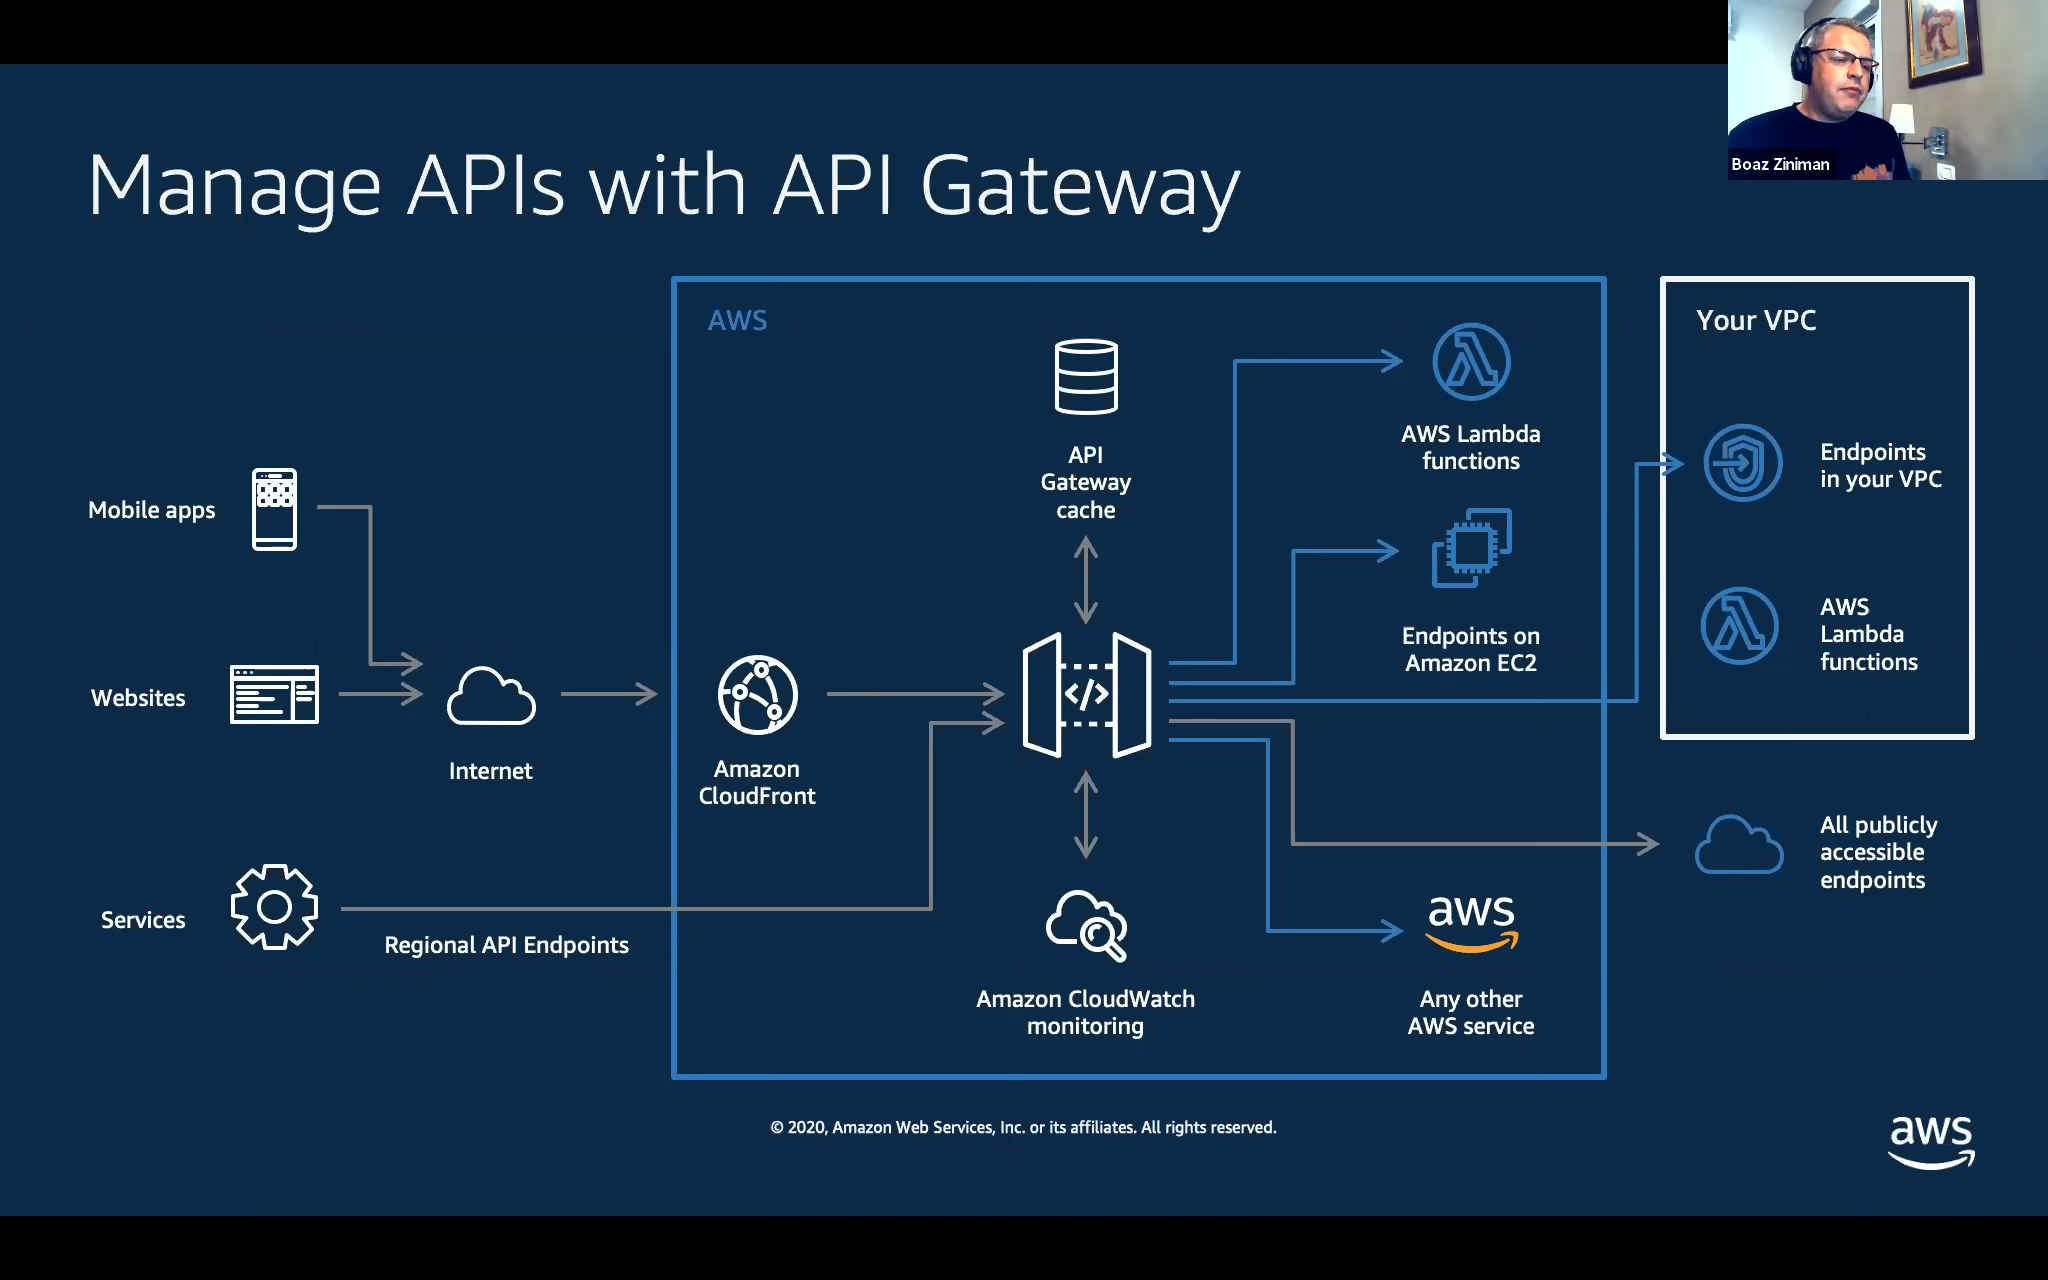 Boaz Ziniman
Manage APIs with API Gateway
AWS
Your VPC
API
Gateway
cache
AWS Lambda
functions
Endpoints
in your VPC
Mobile apps
Endpoints on
Amazon EC2
AWS
Lambda
functions
Websites
</>
Internet
Amazon
CloudFront
All publicly
accessible
endpoints
Services
Regional API Endpoints
aws
Amazon CloudWatch
monitoring
Any other
AWS service
© 2020, Amazon Web Services, Inc. or its affiliates. All rights reserved.
aws